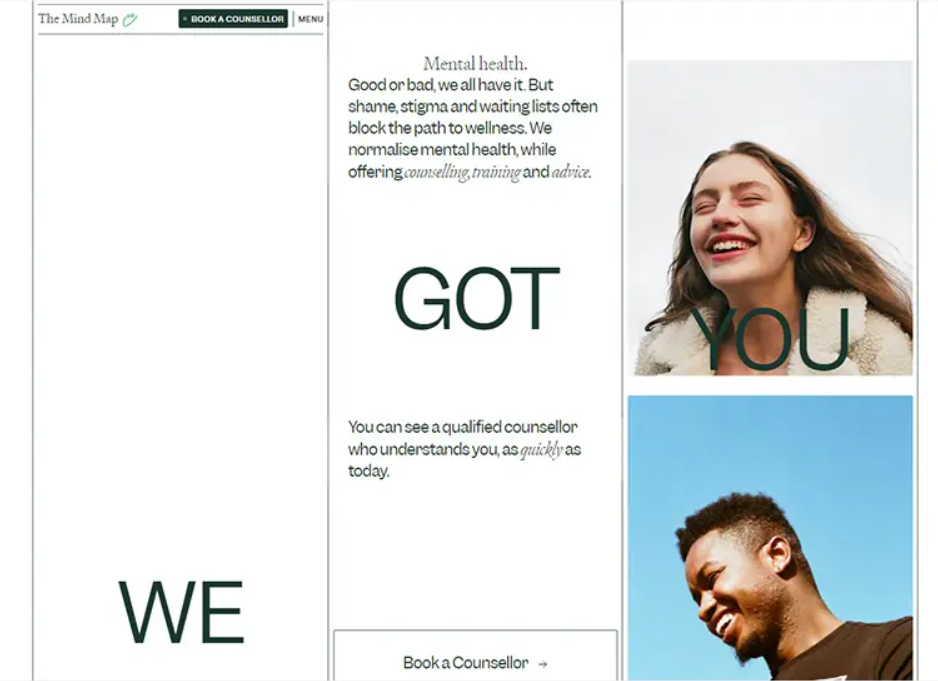 The Mind Map
BOOK A COUNSELLOR
MENU
WE
Mental health.
Good or bad, we all have it. But
shame, stigma and waiting lists often
block the path to wellness. We
normalise mental health, while
offering counselling, training and advice.
GOT
You can see a qualified counsellor
who understands you, as quickly as
today.
Book a Counsellor →
YOU